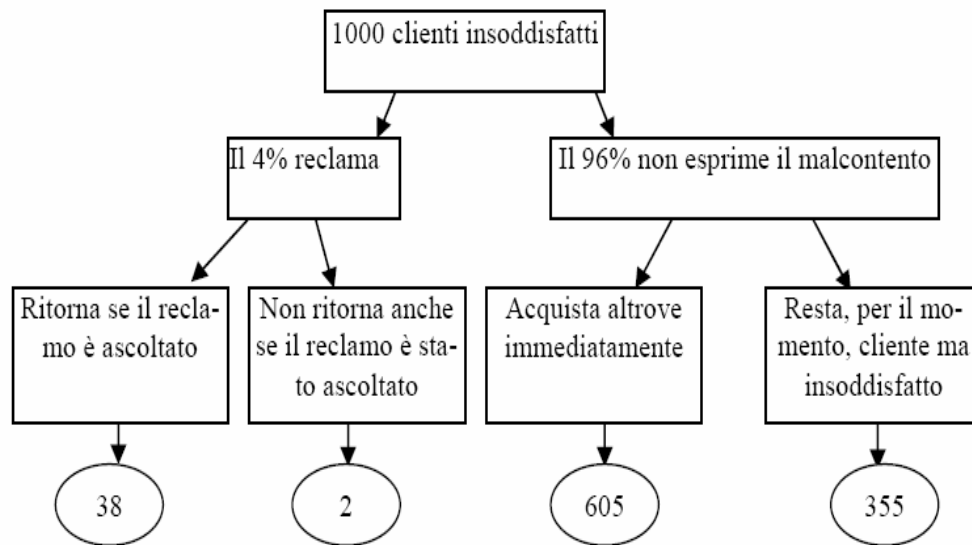 1000 clienti insoddisfatti
Il 4% reclama
Il 96% non esprime il malcontento
Ritorna se il recla-
mo è ascoltato
Non ritorna anche
se il reclamo è sta-
to ascoltato
Acquista altrove
immediatamente
Resta, per il mo-
mento, cliente ma
insoddisfatto
38
2
605
355